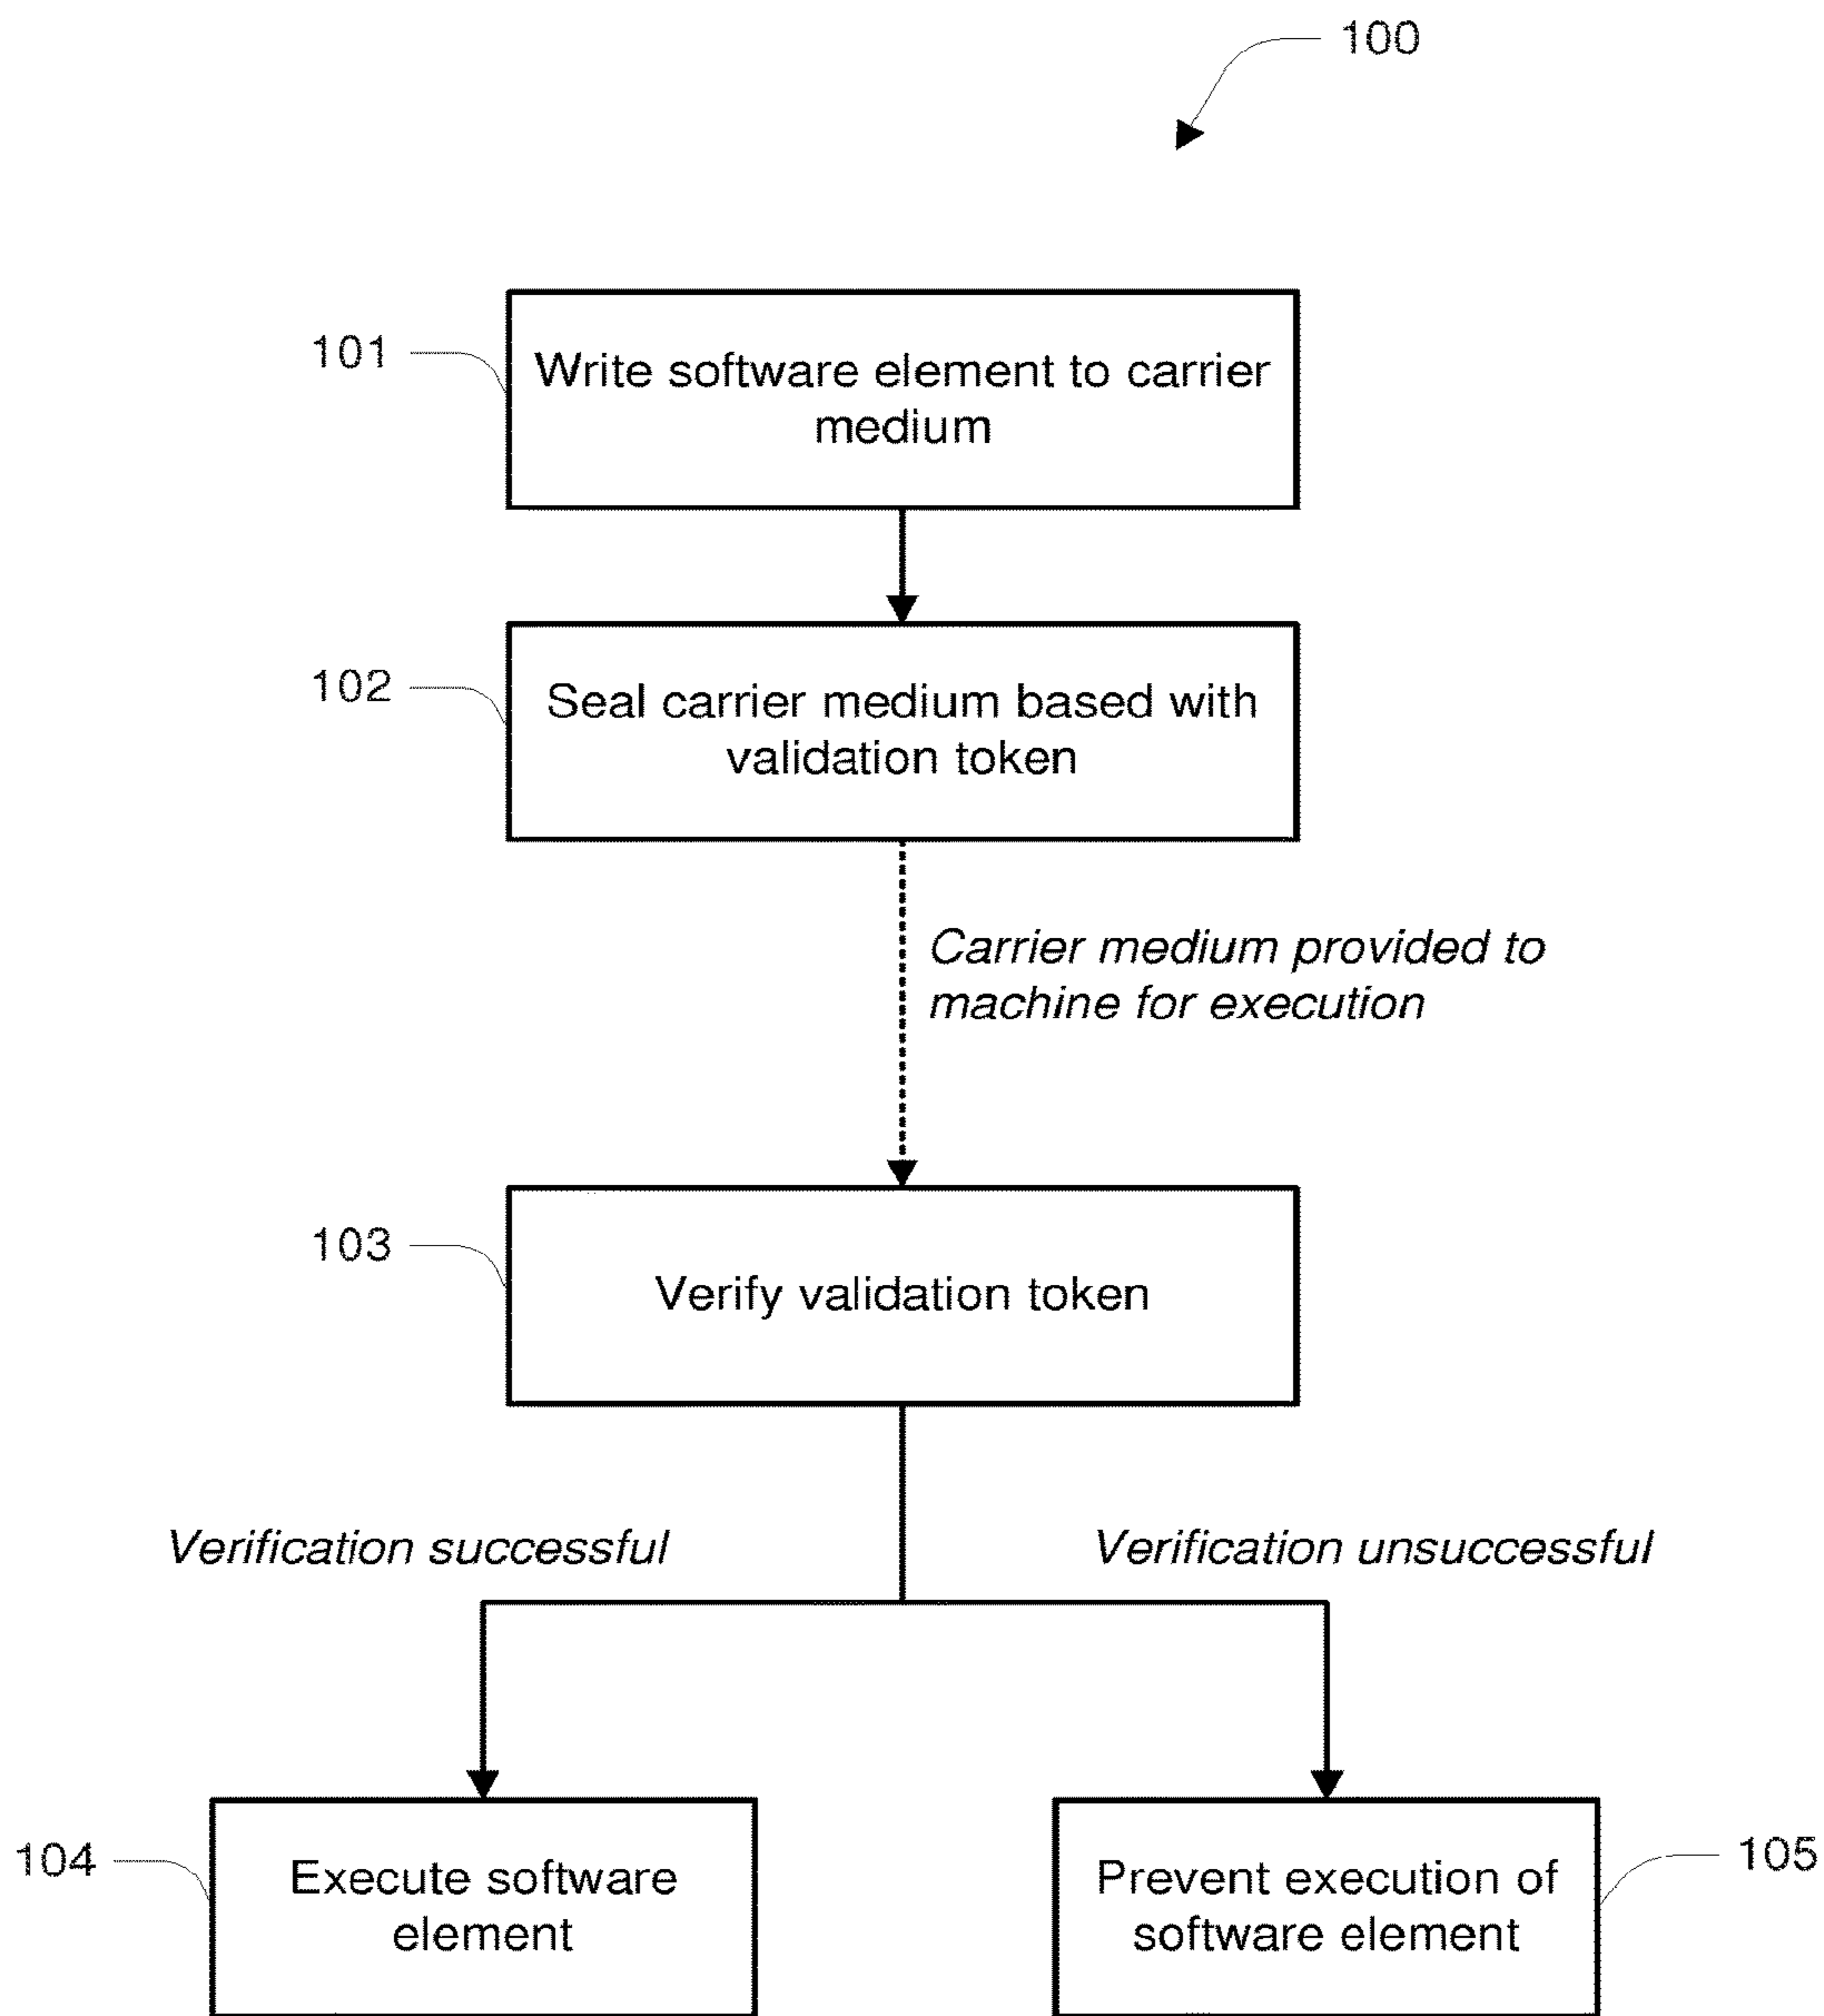 100
101
Write software element to carrier
medium
102
Seal carrier medium based with
validation token
Carrier medium provided to
machine for execution
103
Verify validation token
Verification successful
Verification unsuccessful
104
Execute software
element
Prevent execution of
software element
105